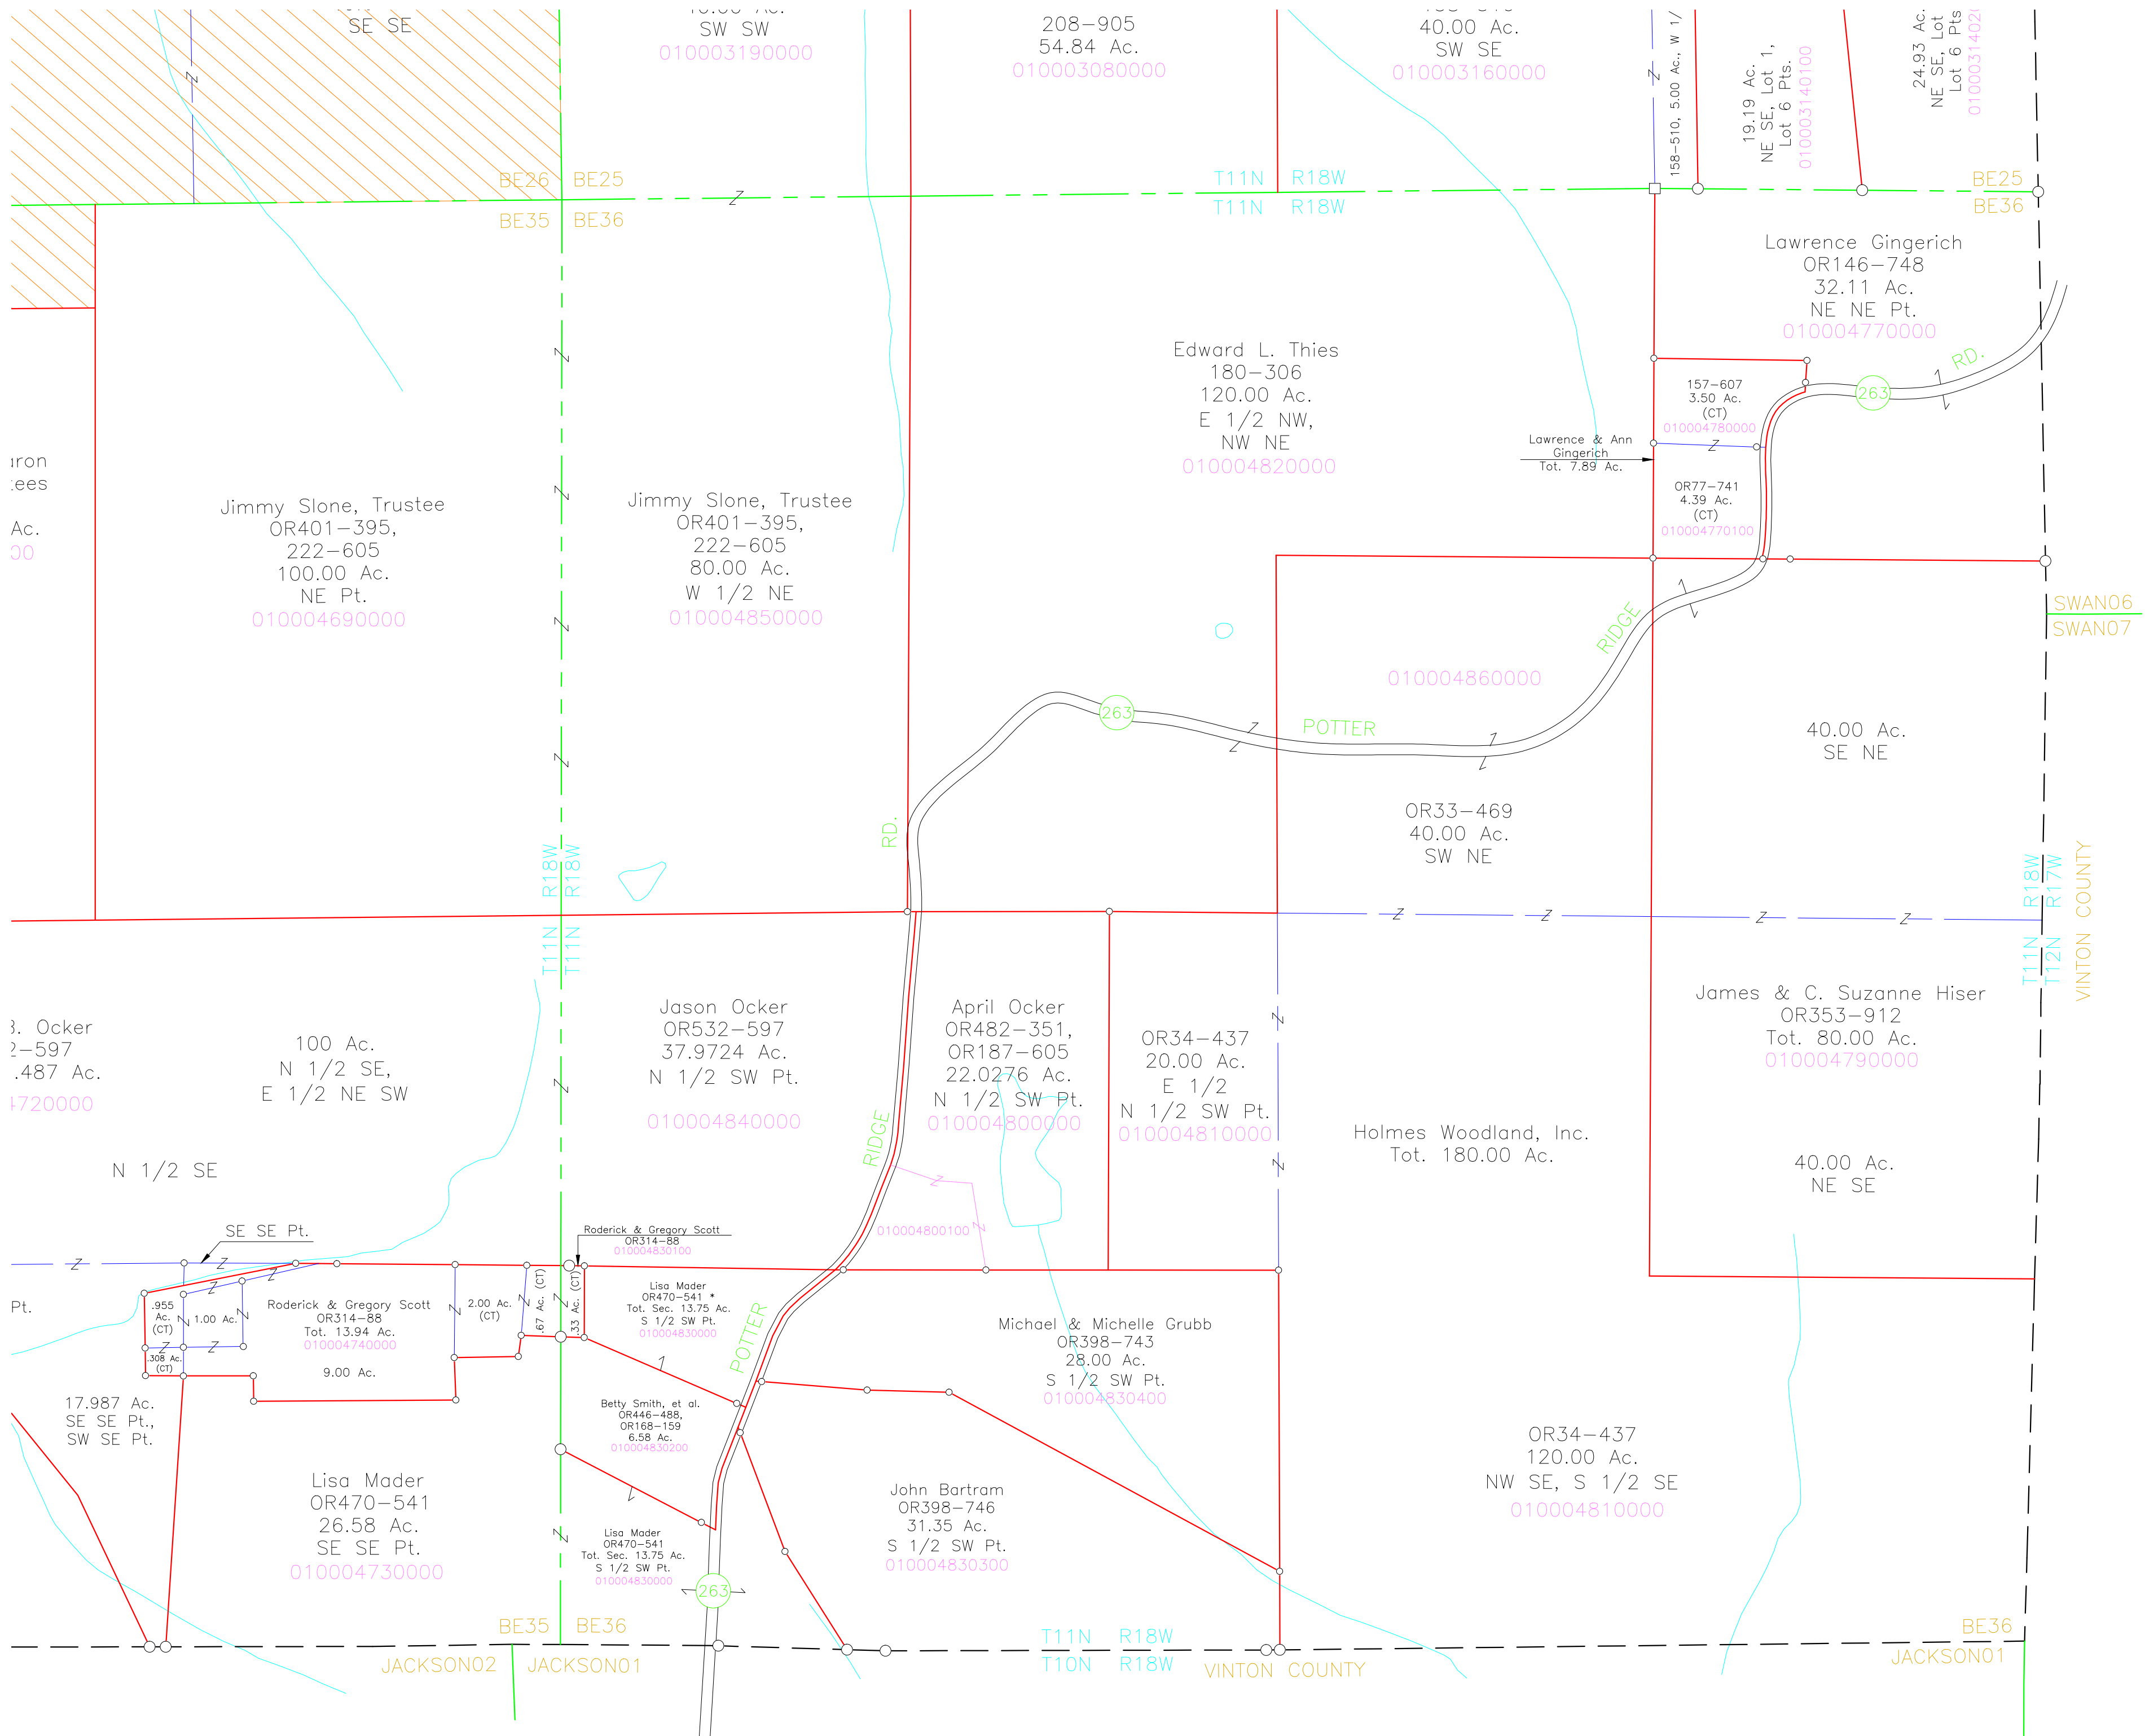 SE SE
SW SW
010003190000
208-905
54.84 Ac.
010003080000
40.00 Ac.
SW SE
010003160000
158-510, 5.00 Ac., W 1/
19.19 Ac.
NE SE, Lot 1,
Lot 6 Pts.
010003140100
24.93 Ac.
NE SE, Lot
Lot 6 Pts
BE26 BE25
BE35 BE36
T11N R18W
T11N R18W
BE25
BE36
Lawrence Gingerich
OR146-748
32.11 Ac.
NE NE Pt.
010004770000
RD.
263
Edward L. Thies
180-306
120.00 Ac.
E 1/2 NW,
NW NE
010004820000
157-607
3.50 Ac.
(CT)
010004780000
Lawrence & Ann
Gingerich
Tot. 7.89 Ac.
OR77-741
4.39 Ac.
(CT)
010004770100
Ac.
Jimmy Slone, Trustee
OR401-395,
222-605
100.00 Ac.
NE Pt.
010004690000
Jimmy Slone, Trustee
OR401-395,
222-605
80.00 Ac.
W 1/2 NE
010004850000
SWAN06
SWAN07
RIDGE
010004860000
263
POTTER
40.00 Ac.
SE NE
RD.
OR33-469
40.00 Ac.
SW NE
R18W
R18W
T11N
T11N
R18W
R17W
T11N
T12N
VINTON COUNTY
. Ocker
-597
.487 Ac.
4720000
100 Ac.
N 1/2 SE,
E 1/2 NE SW
N 1/2 SE
Jason Ocker
OR532-597
37.9724 Ac.
N 1/2 SW Pt.
010004840000
April Ocker
OR482-351,
OR187-605
22.0276 Ac.
N 1/2 SW Pt.
010004800000
OR34-437
20.00 Ac.
E 1/2
N 1/2 SW Pt.
010004810000
James & C. Suzanne Hiser
OR353-912
Tot. 80.00 Ac.
010004790000
Holmes Woodland, Inc.
Tot. 180.00 Ac.
40.00 Ac.
NE SE
RIDGE
010004800100
SE SE Pt.
Roderick & Gregory Scott
OR314-88
010004830100
Pt.
.955
Ac.
(CT)
1.00 Ac.
.308 Ac.
(CT)
Roderick & Gregory Scott
OR314-88
Tot. 13.94 Ac.
010004740000
9.00 Ac.
2.00 Ac.
(CT)
.67 Ac. (CT)
.33 Ac. (CT)
Lisa Mader
OR470-541 *
Tot. Sec. 13.75 Ac.
S 1/2 SW Pt.
010004830000
POTTER
Michael & Michelle Grubb
OR398-743
28.00 Ac.
S 1/2 SW Pt.
010004830400
17.987 Ac.
SE SE Pt.,
SW SE Pt.
Betty Smith, et al.
OR446-488,
OR168-159
6.58 Ac.
010004830200
Lisa Mader
OR470-541
26.58 Ac.
SE SE Pt.
010004730000
Lisa Mader
OR470-541
Tot. Sec. 13.75 Ac.
S 1/2 SW Pt.
010004830000
John Bartram
OR398-746
31.35 Ac.
S 1/2 SW Pt.
010004830300
OR34-437
120.00 Ac.
NW SE, S 1/2 SE
010004810000
263
BE35 BE36
JACKSON02 JACKSON01
T11N R18W
T10N R18W
VINTON COUNTY
BE36
JACKSON01